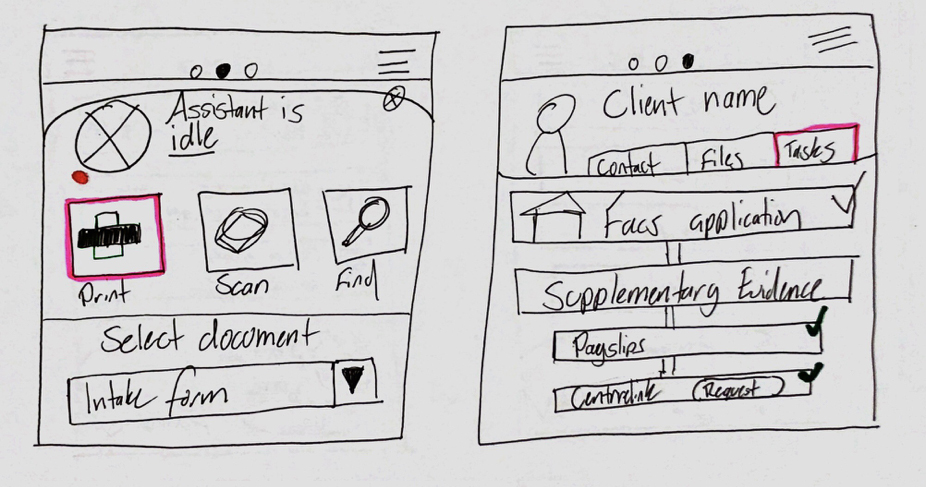 Assistant is
idle
Print
Scan
Find
Select document
Intake form
Client name
Contact
Files
Tasks
Facs application
Supplementary Evidence
Payslips
Centrelink (Request)